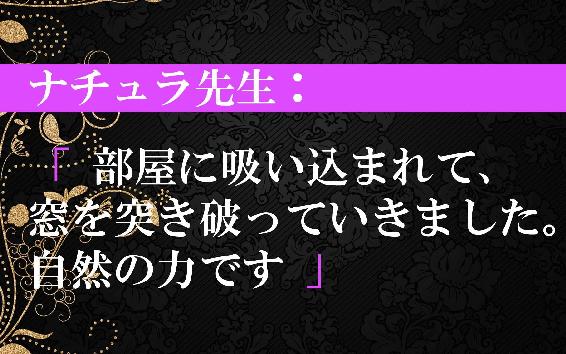 ナチュラ先生：
「 部屋に吸い込まれて、
窓を突き破っていきました。
自然の力です 」